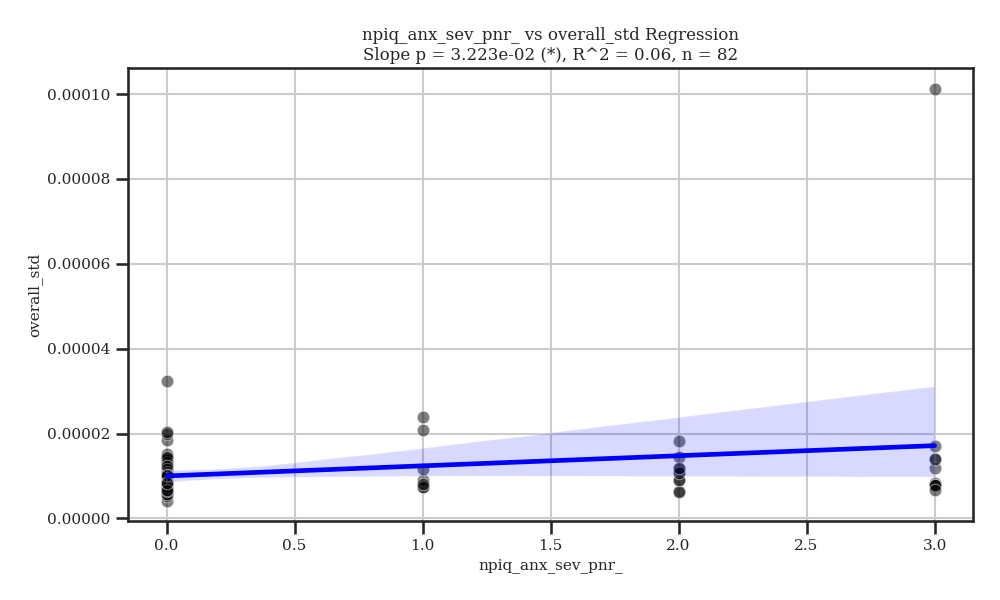 npiq_anx_sev_pnr_ vs overall_std Regression
Slope p = 3.223e-02 (*), R^2 = 0.06, n = 82
0.00010
0.00008
0.00006
0.00004
0.00002
0.00000
overall_std
0.0 0.5 1.0 1.5 2.0 2.5 3.0
npiq_anx_sev_pnr_